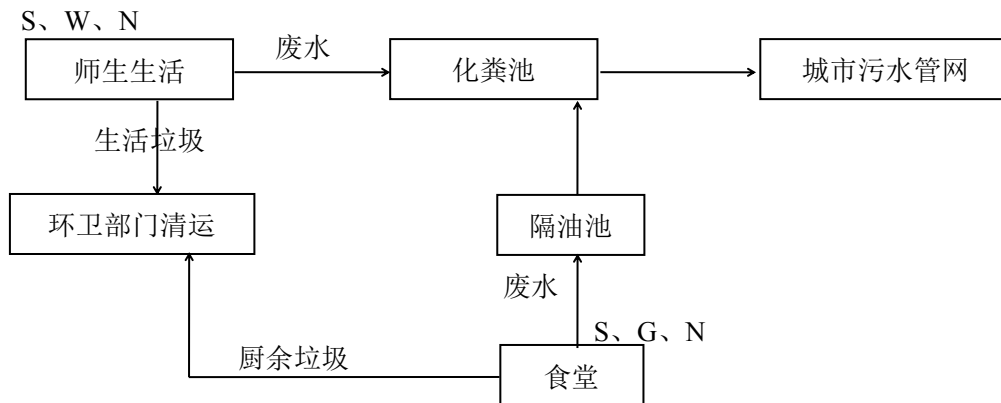 S、W、N
师生生活
废水
化粪池
城市污水管网
生活垃圾
环卫部门清运
隔油池
废水
S、G、N
厨余垃圾
食堂